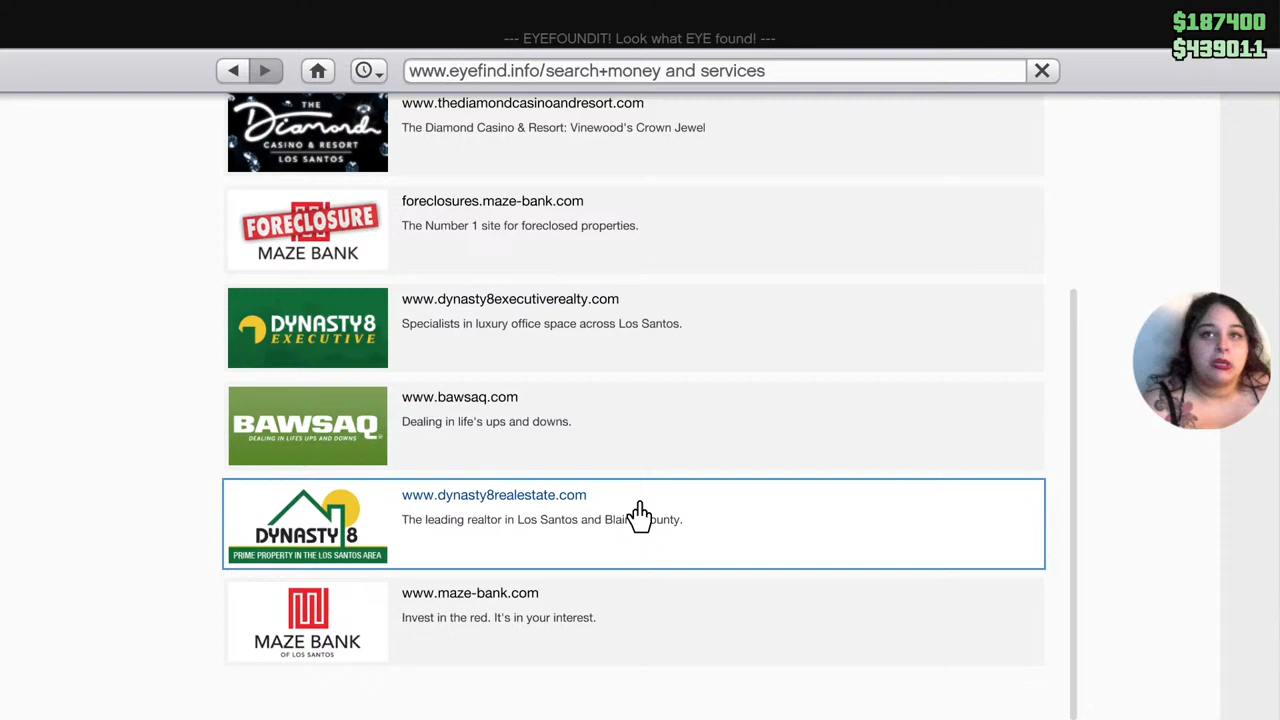 $187400
--- EYEFOUNDIT! Look what EYE found! ---
$439011
www.eyefind.info/search+money and services
THE
Diamond
CASINO & RESORT
LOS SANTOS
www.thediamondcasinoandresort.com
The Diamond Casino & Resort: Vinewood's Crown Jewel
FORECLOSURE
MAZE BANK
foreclosures.maze-bank.com
The Number 1 site for foreclosed properties.
DYNASTY8
EXECUTIVE
www.dynasty8executiverealty.com
Specialists in luxury office space across Los Santos.
BAWSAQ
DEALING IN LIFE'S UPS AND DOWNS
www.bawsaq.com
Dealing in life's ups and downs.
DYNASTY 8
PRIME PROPERTY IN THE LOS SANTOS AREA
www.dynasty8realestate.com
The leading realtor in Los Santos and Blai ounty.
MAZE BANK
OF LOS SANTOS
www.maze-bank.com
Invest in the red. It's in your interest.